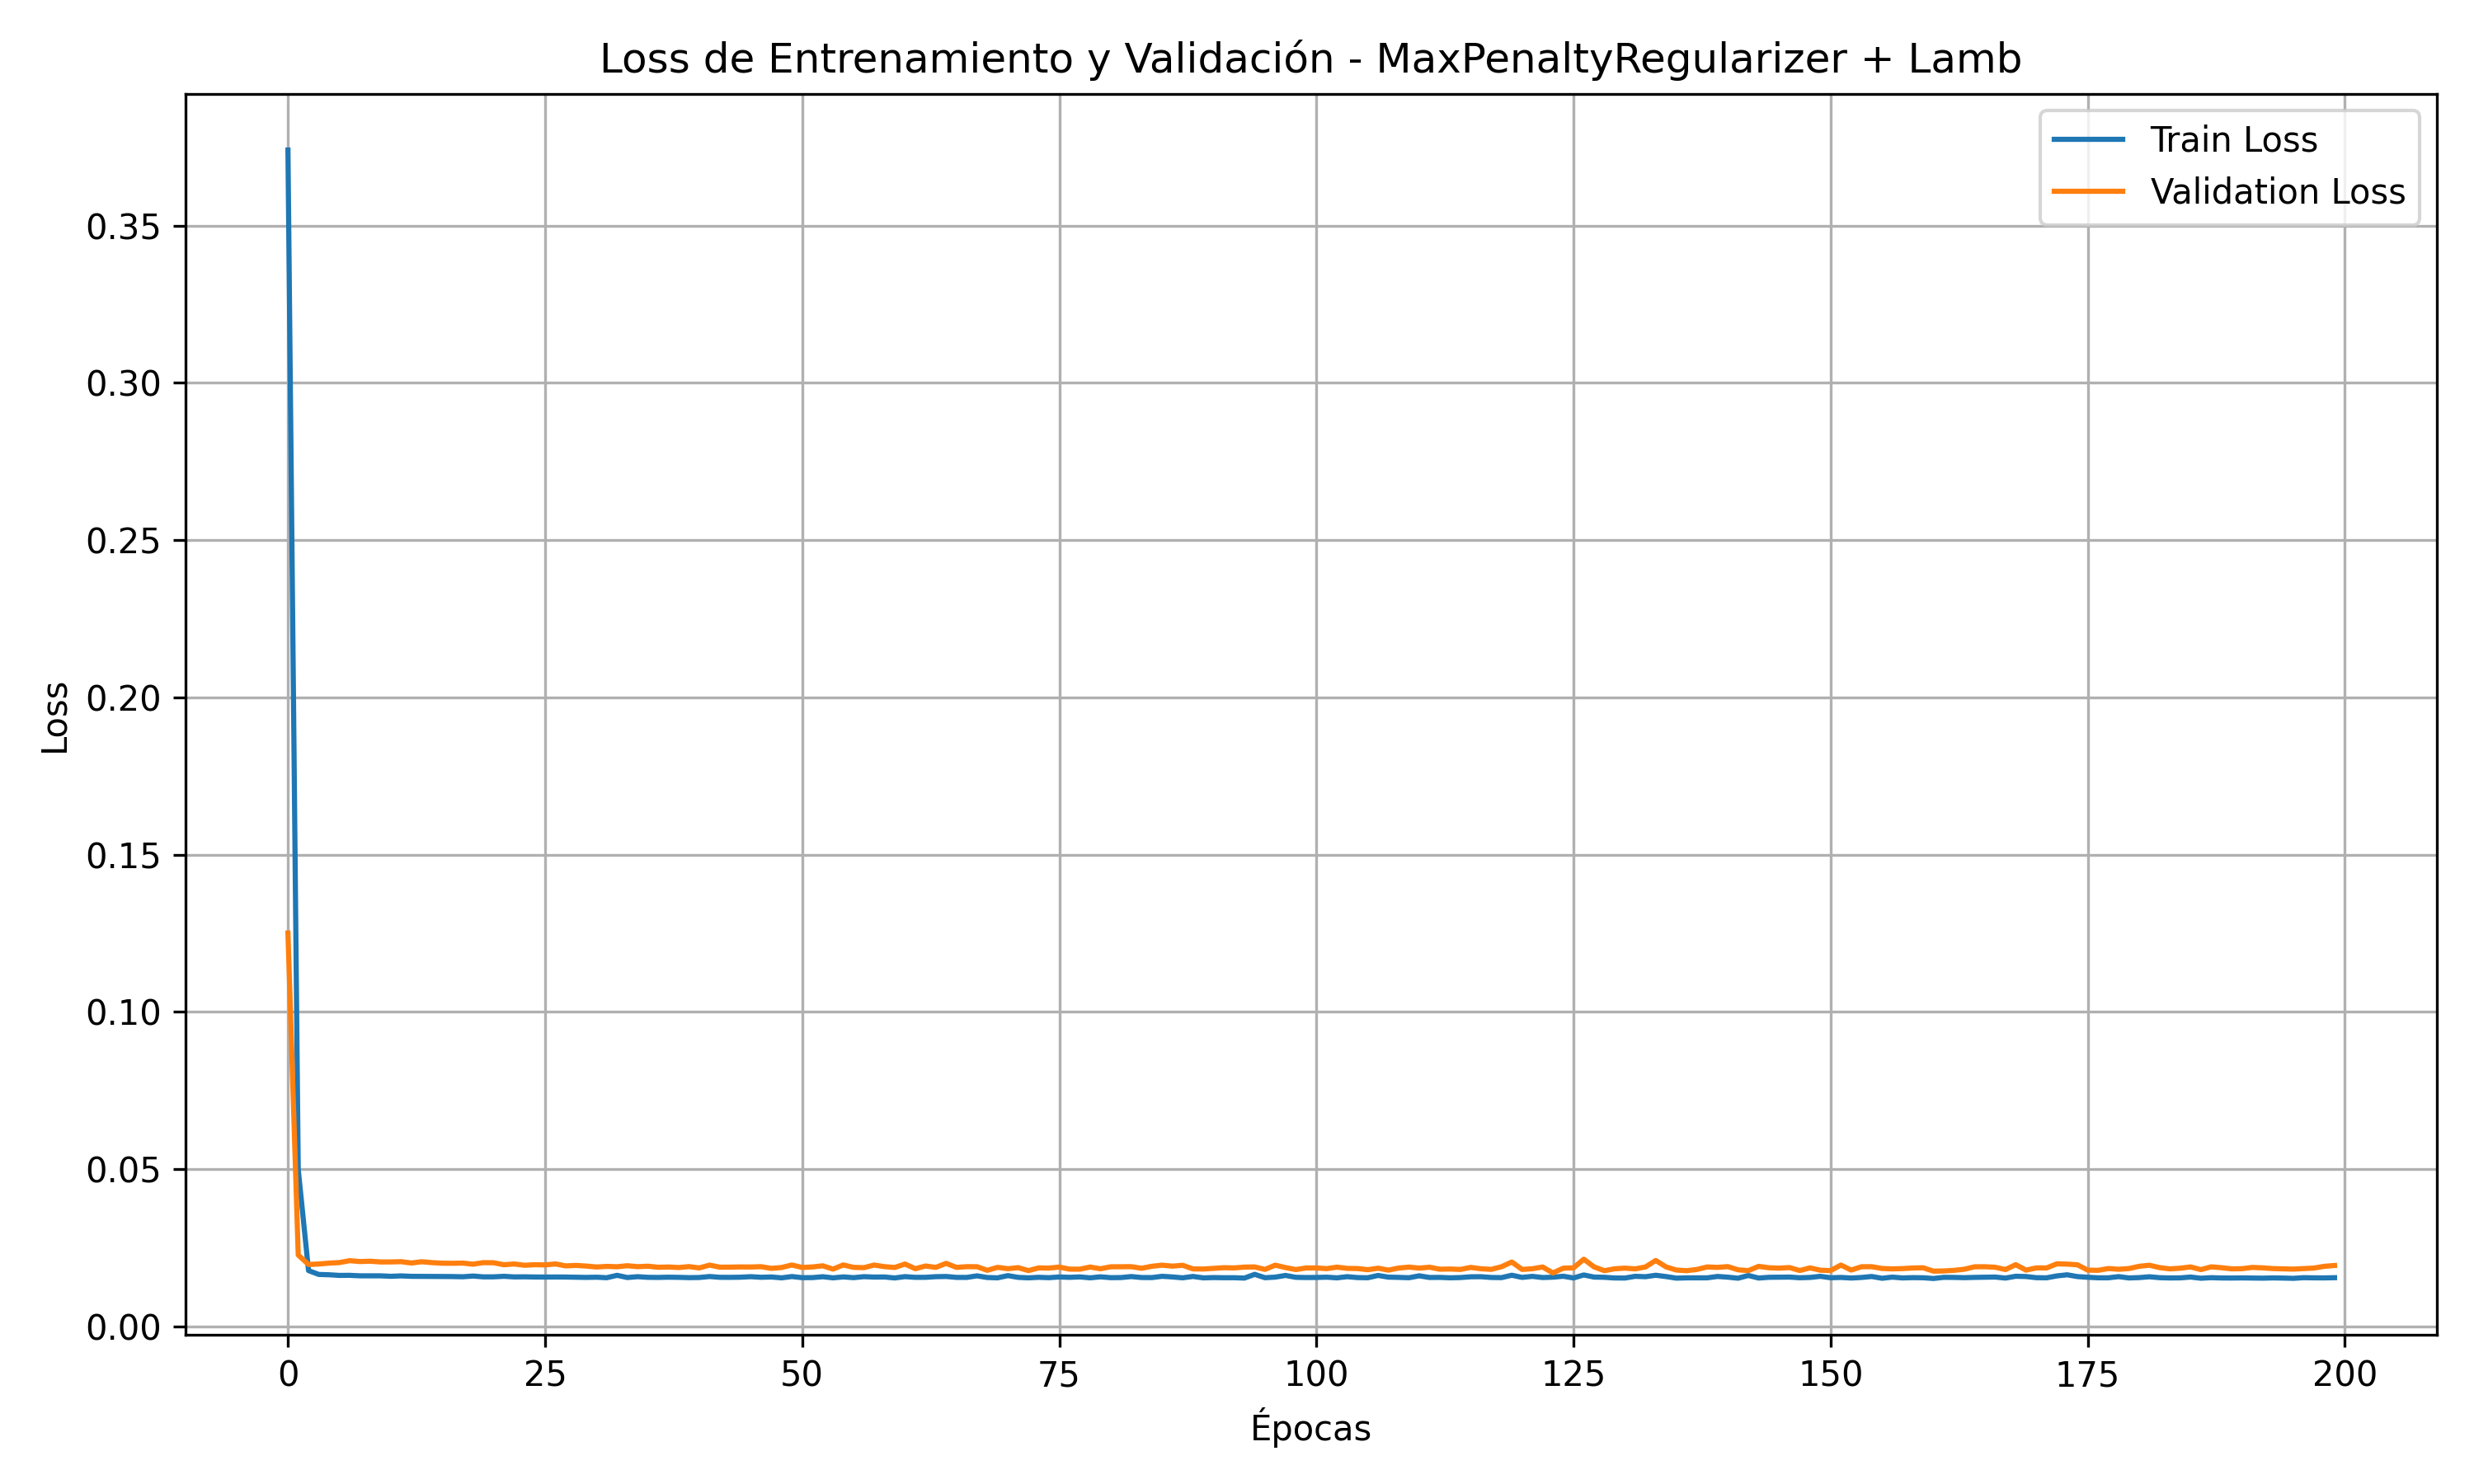 Loss de Entrenamiento y Validación - MaxPenaltyRegularizer + Lamb
Train Loss
Validation Loss
0.35
0.30
0.25
0.20
0.15
0.10
0.05
0.00
Loss
0 25 50 75 100 125 150 175 200
Épocas